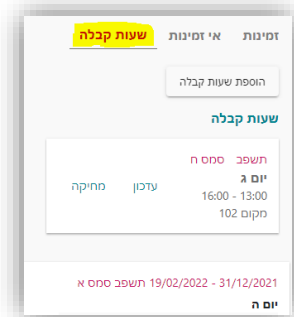 זמינות אי זמינות שעות קבלה
הוספת שעות קבלה
שעות קבלה
תשפב סמס ח
יום ג
13:00 - 16:00
מקום 102
עדכון מחיקה
31/12/2021 - 19/02/2022 תשפב סמס א
יום ה